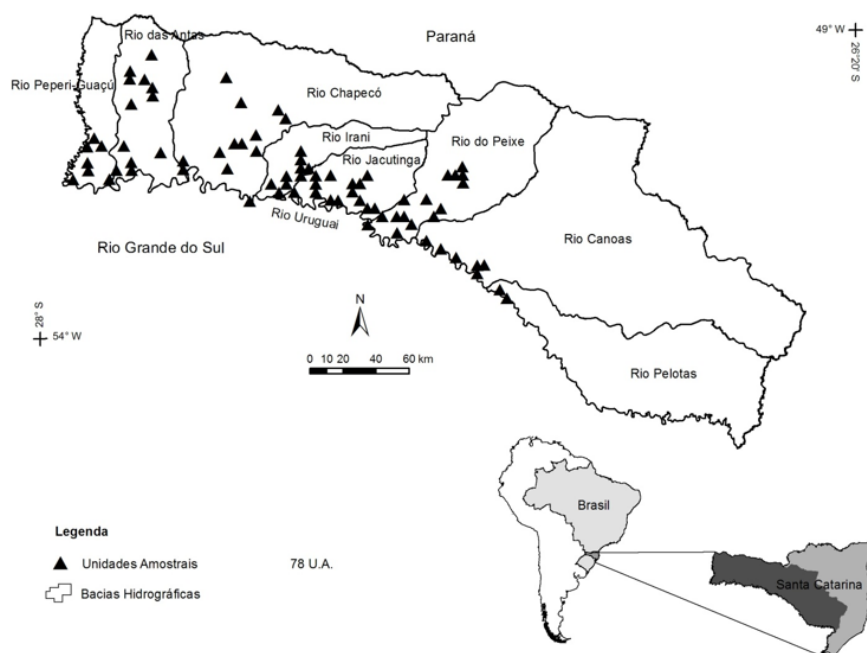 Paraná
49° W
26°20' S
Rio das Antas
Rio Peperi-Guaçú
Rio Chapecó
Rio Irani
Rio do Peixe
Rio Jacutinga
Rio Uruguai
Rio Canoas
Rio Grande do Sul
28° S
54° W
N
0 10 20 40 60 km
Rio Pelotas
Brasil
Santa Catarina
Legenda
Unidades Amostrais 78 U.A.
Bacias Hidrográficas